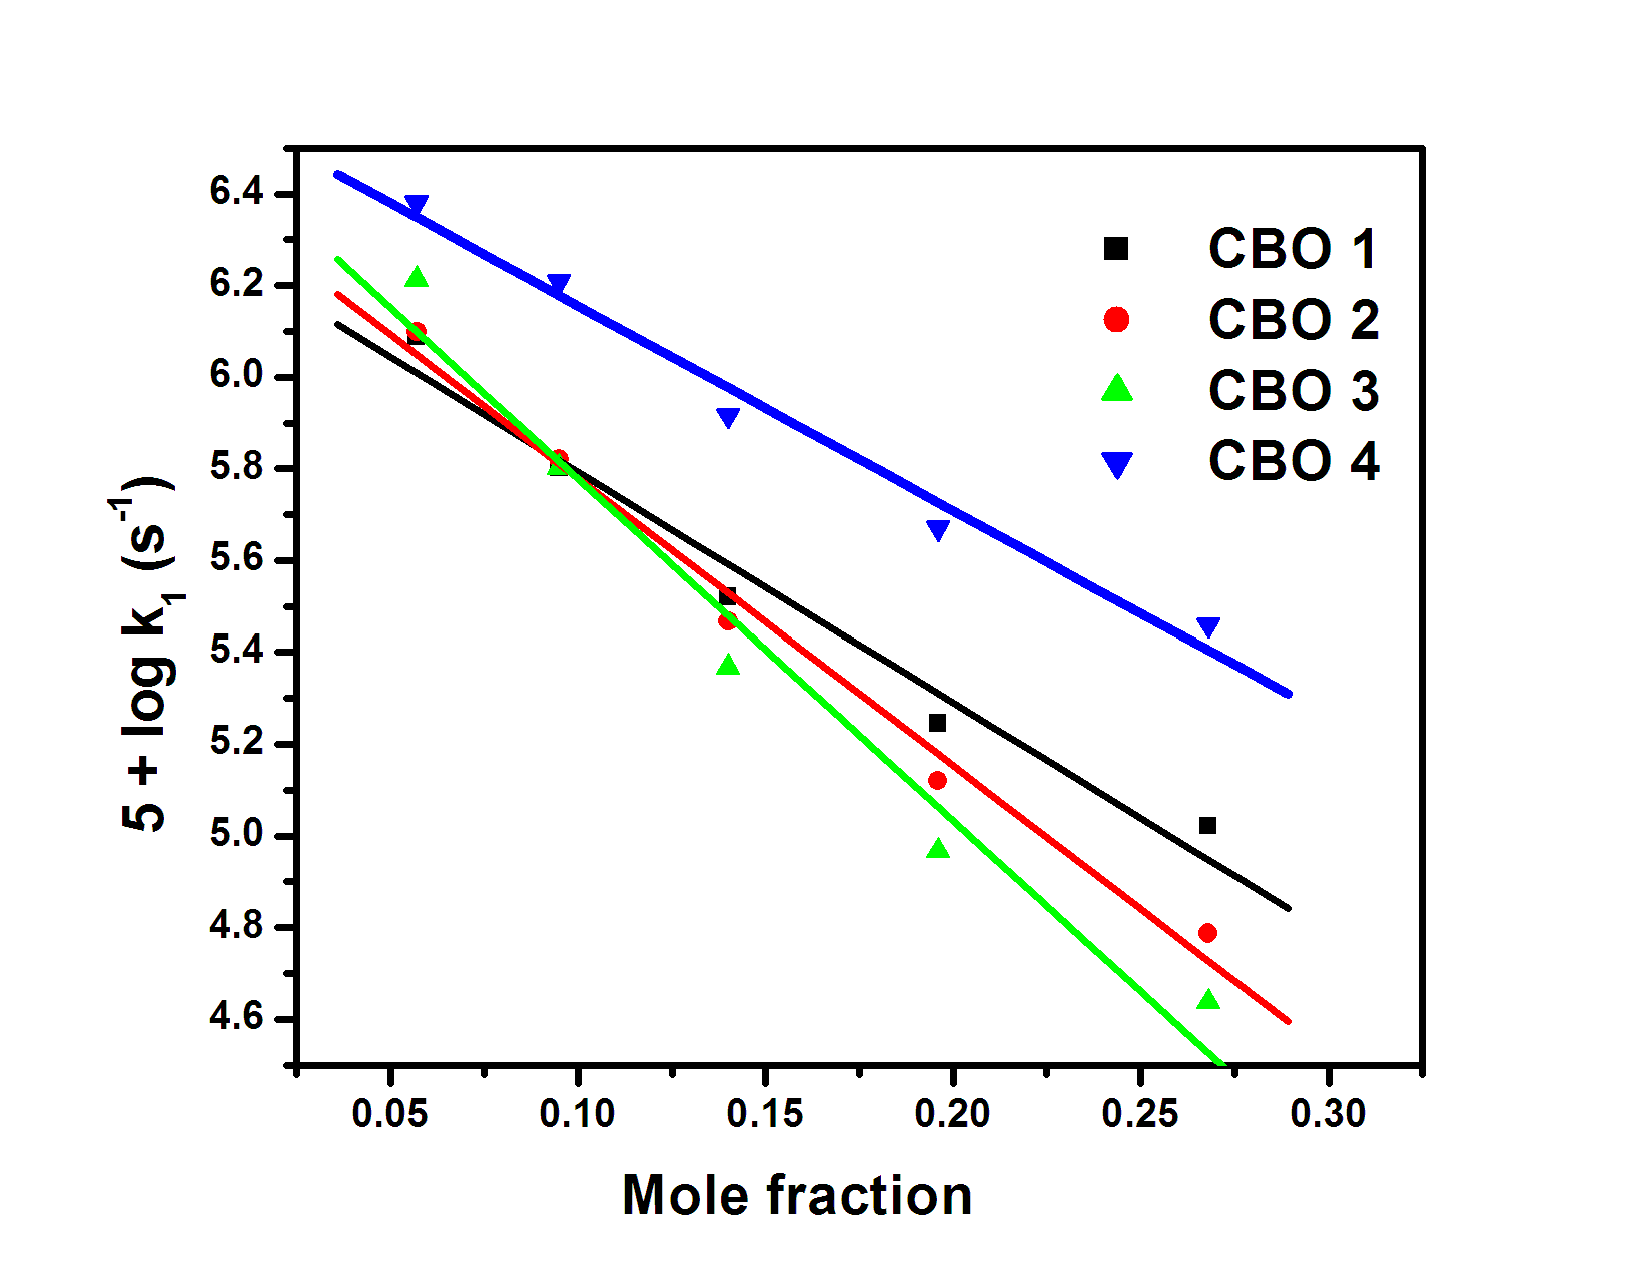 6.4
6.2
6.0
5.8
5.6
5.4
5.2
5.0
4.8
4.6
5 + log k₁ (s⁻¹)
CBO 1
CBO 2
CBO 3
CBO 4
0.05 0.10 0.15 0.20 0.25 0.30
Mole fraction